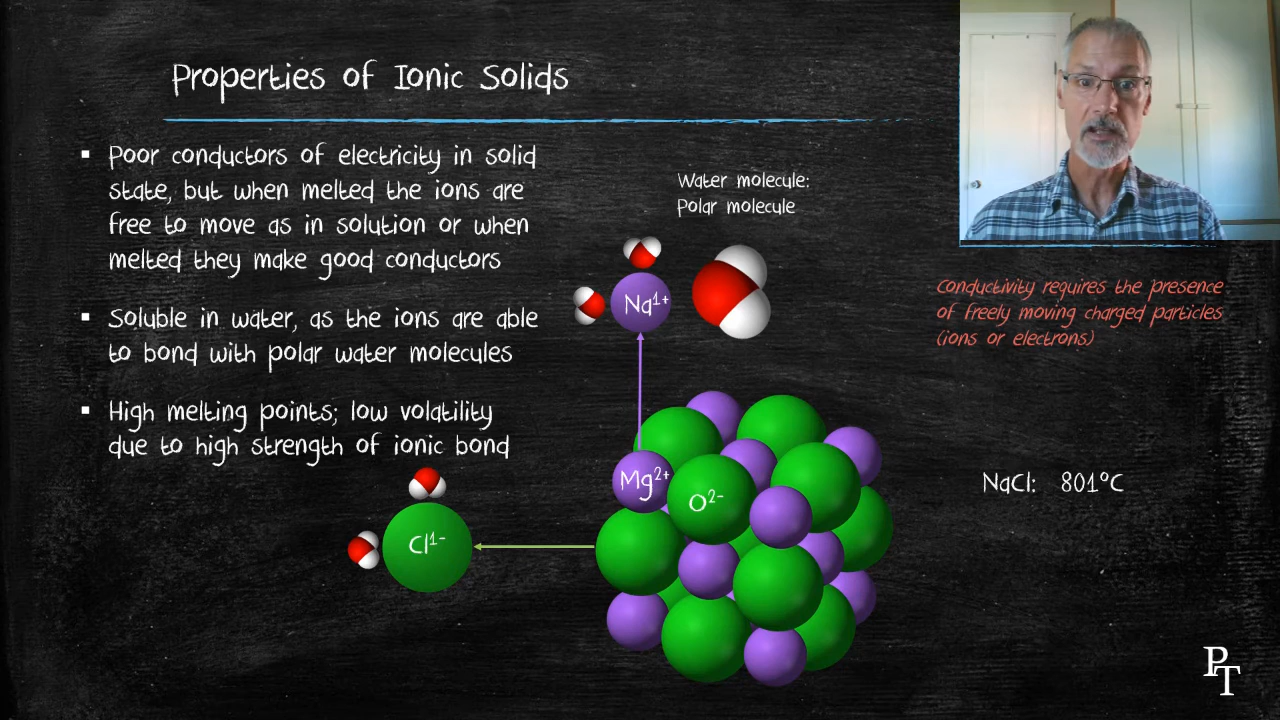 Properties of Ionic Solids
▪ Poor conductors of electricity in solid
state, but when melted the ions are
free to move as in solution or when
melted they make good conductors
▪ Soluble in water, as the ions are able
to bond with polar water molecules
▪ High melting points; low volatility
due to high strength of ionic bond
Water molecule:
Polar molecule
Na¹⁺
Conductivity requires the presence
of freely moving charged particles
(ions or electrons)
Mg²⁺
O²⁻
Cl¹⁻
NaCl: 801°C
PT